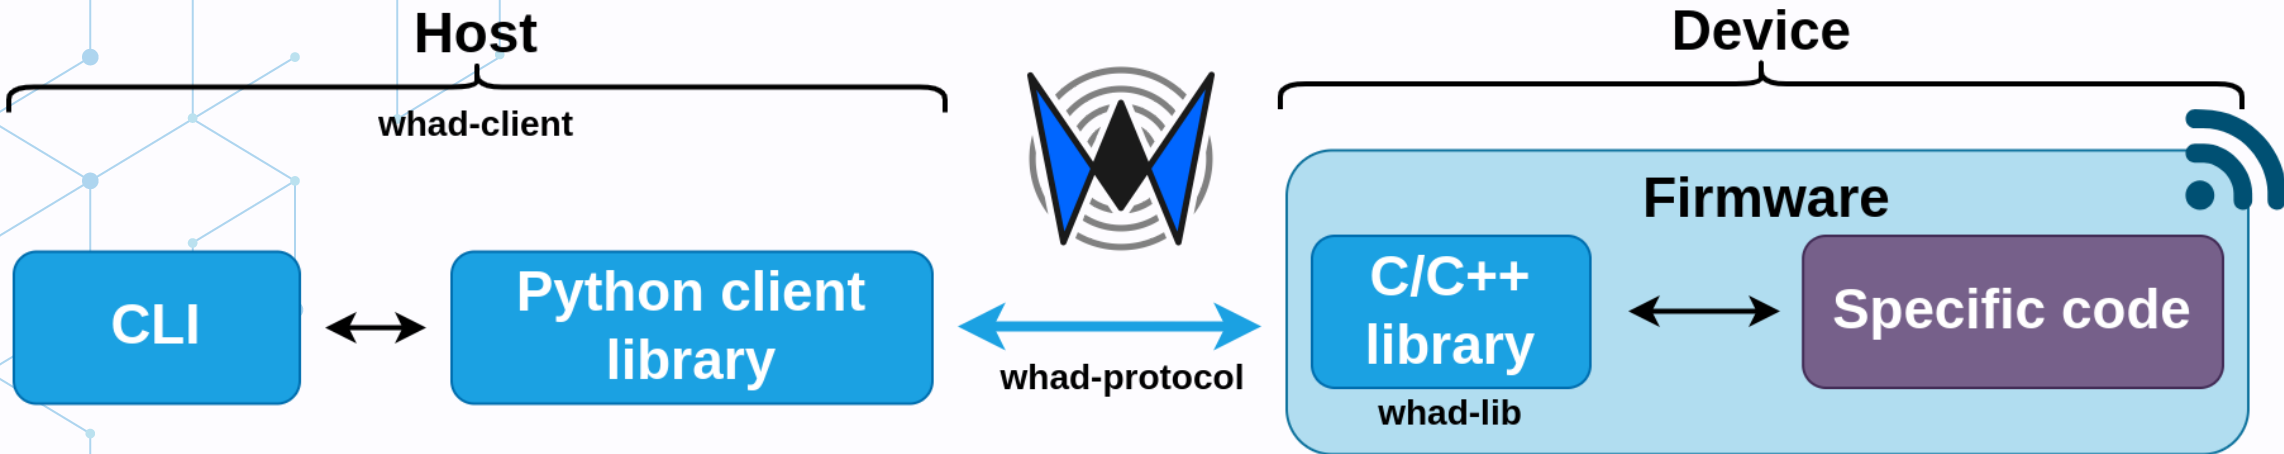 Host
whad-client
CLI
Python client
library
whad-protocol
Device
Firmware
C/C++
library
whad-lib
Specific code